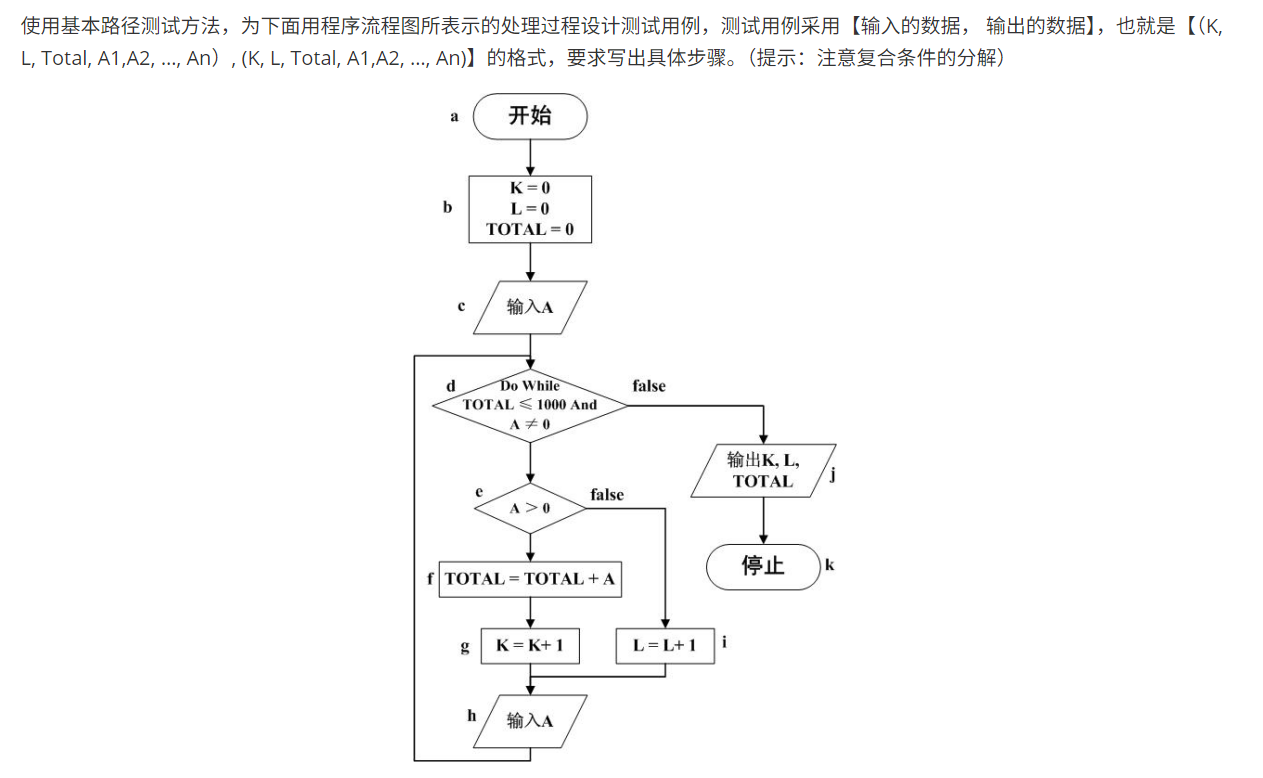 使用基本路径测试方法，为下面用程序流程图所表示的处理过程设计测试用例，测试用例采用【输入的数据， 输出的数据】，也就是【（K,
L, Total, A1,A2, ..., An）, (K, L, Total, A1,A2, ..., An)】的格式，要求写出具体步骤。（提示：注意复合条件的分解）
a
开始
b
K = 0
L = 0
TOTAL = 0
c
输入A
d
Do While
TOTAL ≤ 1000 And
A ≠ 0
false
输出K, L,
TOTAL
j
e
A > 0
false
停止
k
f
TOTAL = TOTAL + A
g
K = K+ 1
L = L+ 1
i
h
输入A